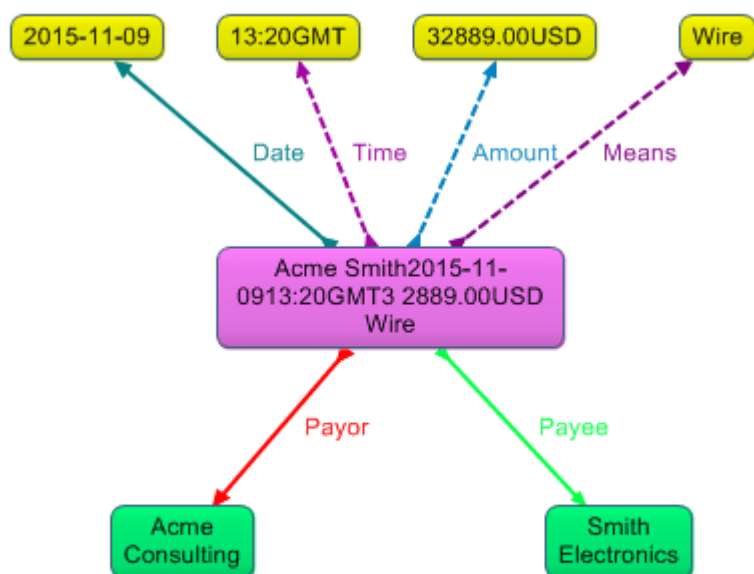 2015-11-09
13:20GMT
32889.00USD
Wire
Date
Time
Amount
Means
Acme Smith2015-11-
0913:20GMT3 2889.00USD
Wire
Payor
Payee
Acme
Consulting
Smith
Electronics